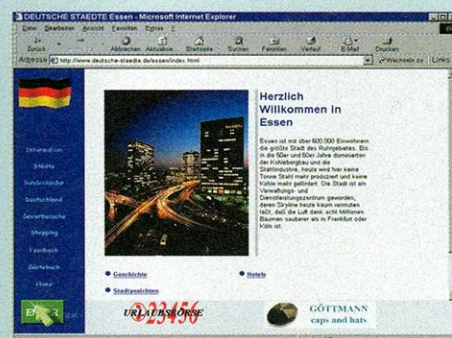 DEUTSCHE STAEDTE Essen - Microsoft Internet Explorer
Datei Bearbeiten Ansicht Favoriten Extras ?
Zurück Abbrechen Aktualisie.. Startseite Suchen Favoriten Verlauf E-Mail Drucken
Adresse http://www.deutsche-staedte.de/essen/index.html Wechseln zu Links
Herzlich
Willkommen in
Essen
Essen ist mit über 600 000 Einwohnern
die größte Stadt des Ruhrgebietes. Bis
in die 50er und 60er Jahre dominierten
der Kohlebergbau und die
Stahlindustrie, heute wird hier keine
Tonne Stahl mehr produziert und keine
Kohle mehr gefördert. Die Stadt ist ein
Verwaltungs- und
Dienstleistungszentrum geworden,
deren Skyline heute kaum vermuten
läßt, daß die Luft dank acht Millionen
Bäumen sauberer als in Frankfurt oder
Köln ist.
Information
Städte
Bundesländer
Deutschland
Gewerbesuche
Shopping
Feedback
Gästebuch
Home
Geschichte
Hotels
Stadtansichten
URLAUBSBÖRSE
23456
GÖTTMANN
caps and hats